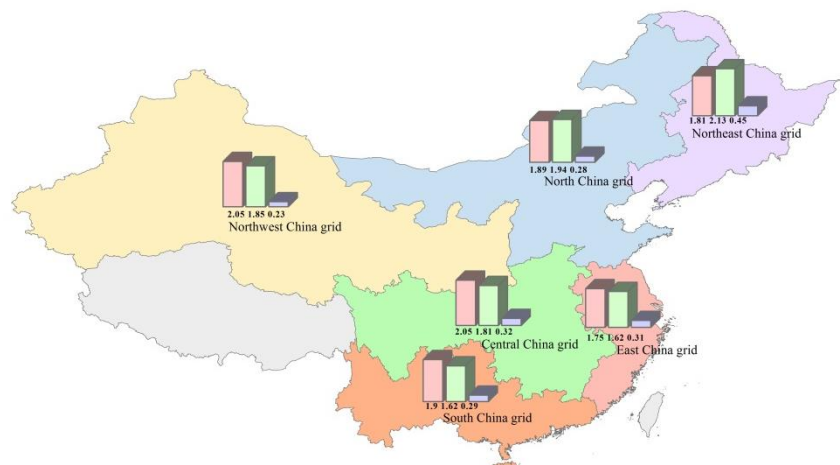 1.81 2.13 0.45
Northeast China grid
1.89 1.94 0.28
North China grid
2.05 1.85 0.23
Northwest China grid
2.05 1.81 0.32
Central China grid
1.75 1.62 0.31
East China grid
1.9 1.62 0.29
South China grid